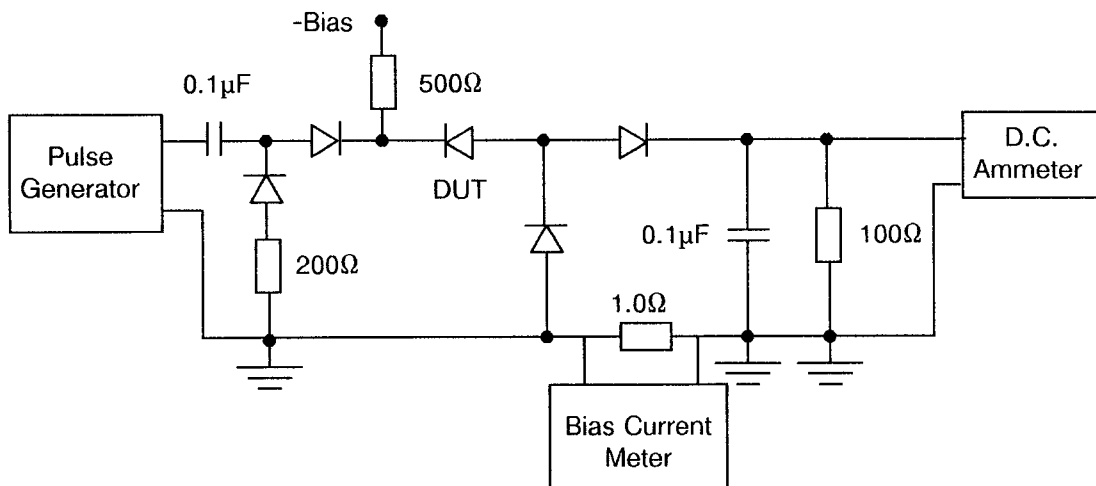 -Bias
0.1µF
500Ω
Pulse
Generator
DUT
D.C.
Ammeter
200Ω
0.1µF
100Ω
1.0Ω
Bias Current
Meter